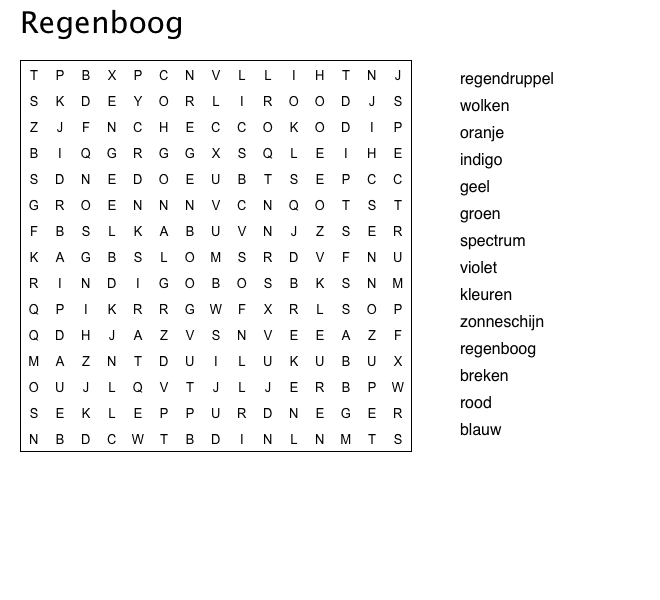 Regenboog
T P B X P C N V L L I H T N J
S K D E Y O R L I R O O D J S
Z J F N C H E C C O K O D I P
B I Q G R G G X S Q L E I H E
S D N E D O E U B T S E P C C
G R O E N N N V C N Q O T S T
F B S L K A B U V N J Z S E R
K A G B S L O M S R D V F N U
R I N D I G O B O S B K S N M
Q P I K R R G W F X R L S O P
Q D H J A Z V S N V E E A Z F
M A Z N T D U I L U K U B U X
O U J L Q V T J L J E R B P W
S E K L E P P U R D N E G E R
N B D C W T B D I N L N M T S
regendruppel
wolken
oranje
indigo
geel
groen
spectrum
violet
kleuren
zonneschijn
regenboog
breken
rood
blauw